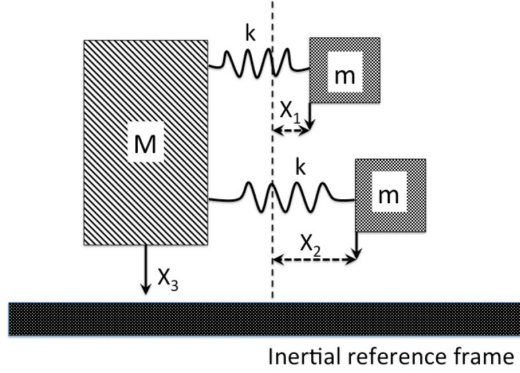 k
m
X₁
M
k
m
X₂
X₃
Inertial reference frame